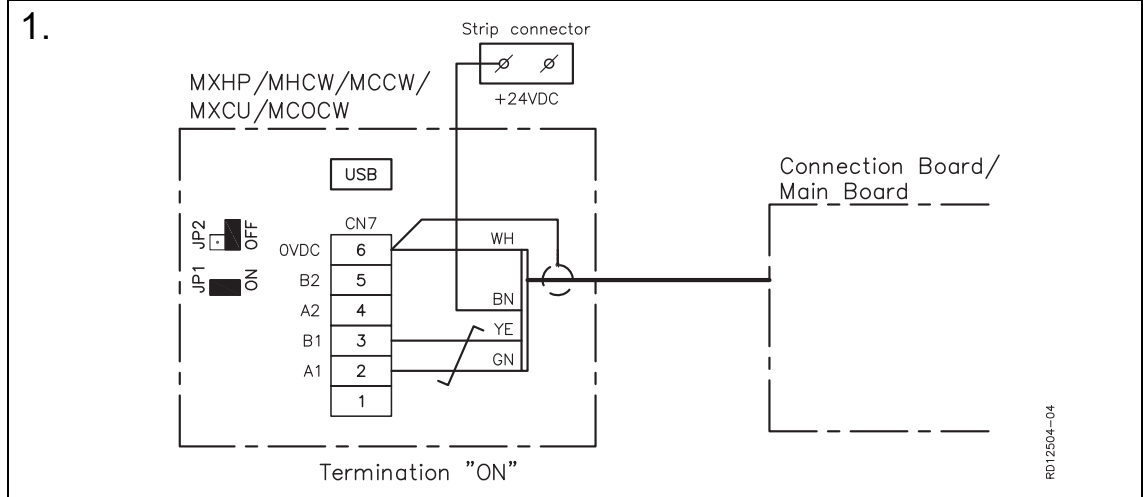 1.
Strip connector
+24VDC
MXHP/MHCW/MCCW/
MXCU/MCOCW
USB
Connection Board/
Main Board
JP2
OFF
JP1
ON
CN7
0VDC 6 WH
B2 5
A2 4 BN
B1 3 YE
A1 2 GN
1
Termination "ON"
RD12504-04